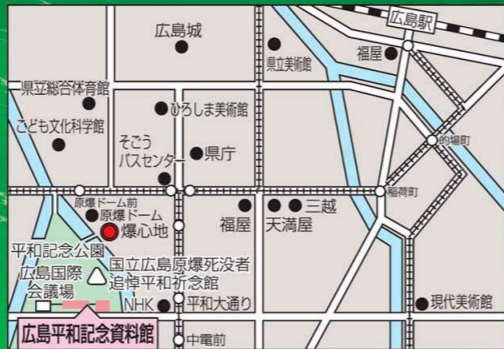 広島駅
広島城
福屋
県立美術館
県立総合体育館
ひろしま美術館
こども文化科学館
的場町
そごう
バスセンター
県庁
稲荷町
原爆ドーム前
原爆ドーム
爆心地
福屋
天満屋
三越
平和記念公園
広島国際
会議場
国立広島原爆死没者
追悼平和祈念館
NHK
平和大通り
現代美術館
広島平和記念資料館
中電前